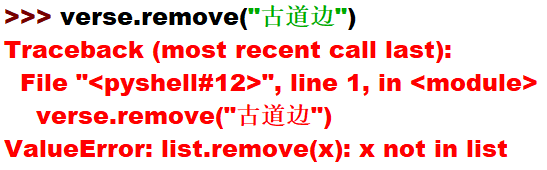 >>> verse.remove("古道边")
Traceback (most recent call last):
  File "<pyshell#12>", line 1, in <module>
    verse.remove("古道边")
ValueError: list.remove(x): x not in list